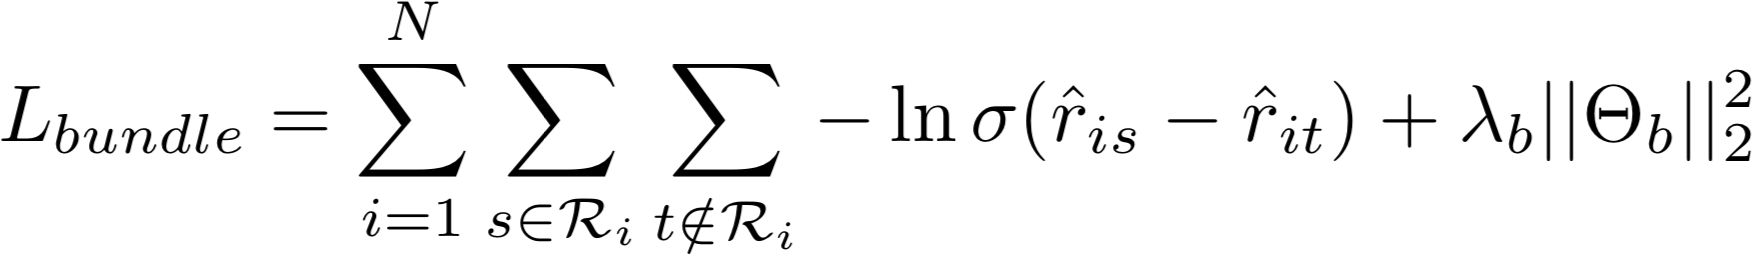 $L_{bundle} = \sum_{i=1}^{N} \sum_{s \in \mathcal{R}_i} \sum_{t \notin \mathcal{R}_i} - \ln \sigma(\hat{r}_{is} - \hat{r}_{it}) + \lambda_b ||\Theta_b||_2^2$